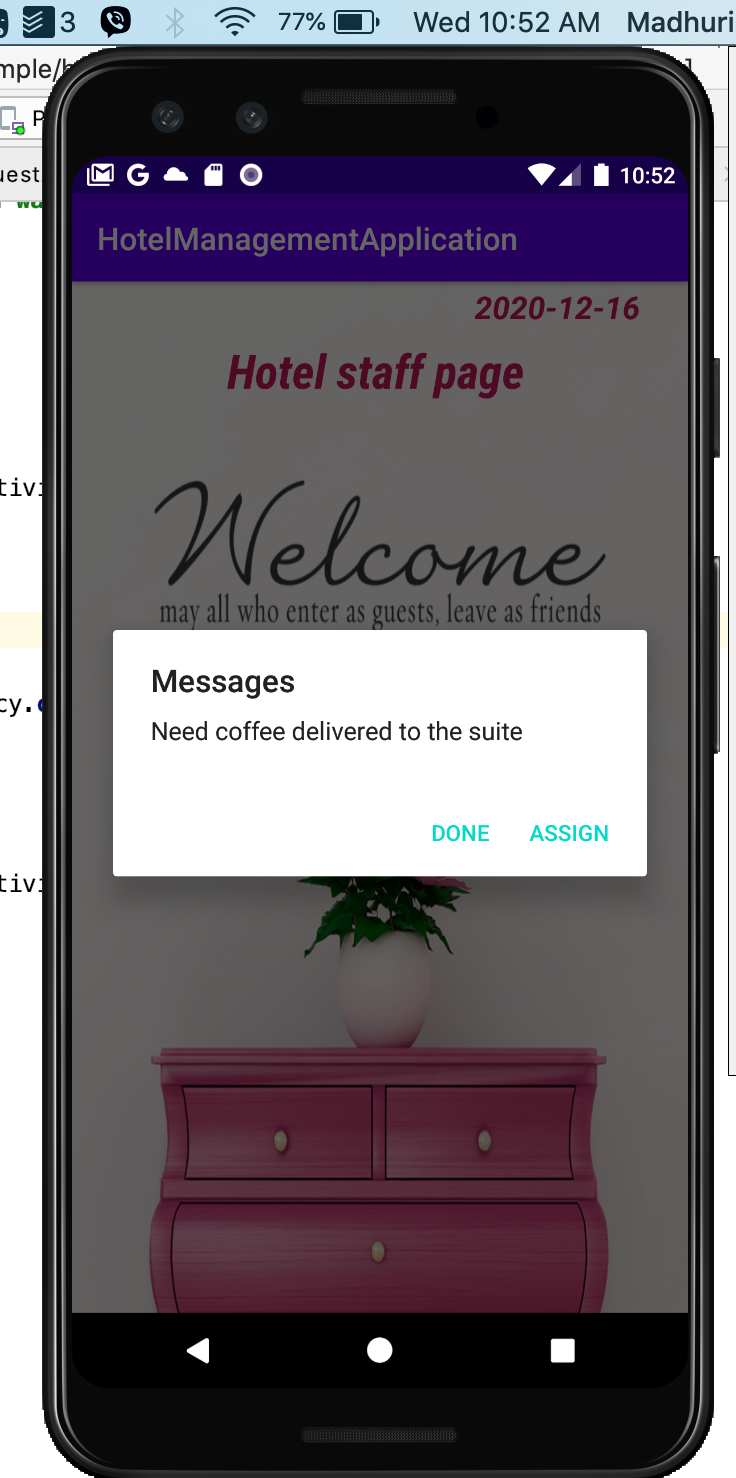 3 77% Wed 10:52 AM Madhuri
mple/
P
uest
10:52
HotelManagementApplication
2020-12-16
Hotel staff page
tivi
Welcome
may all who enter as guests, leave as friends
Messages
Need coffee delivered to the suite
cy.
DONE ASSIGN
tivi